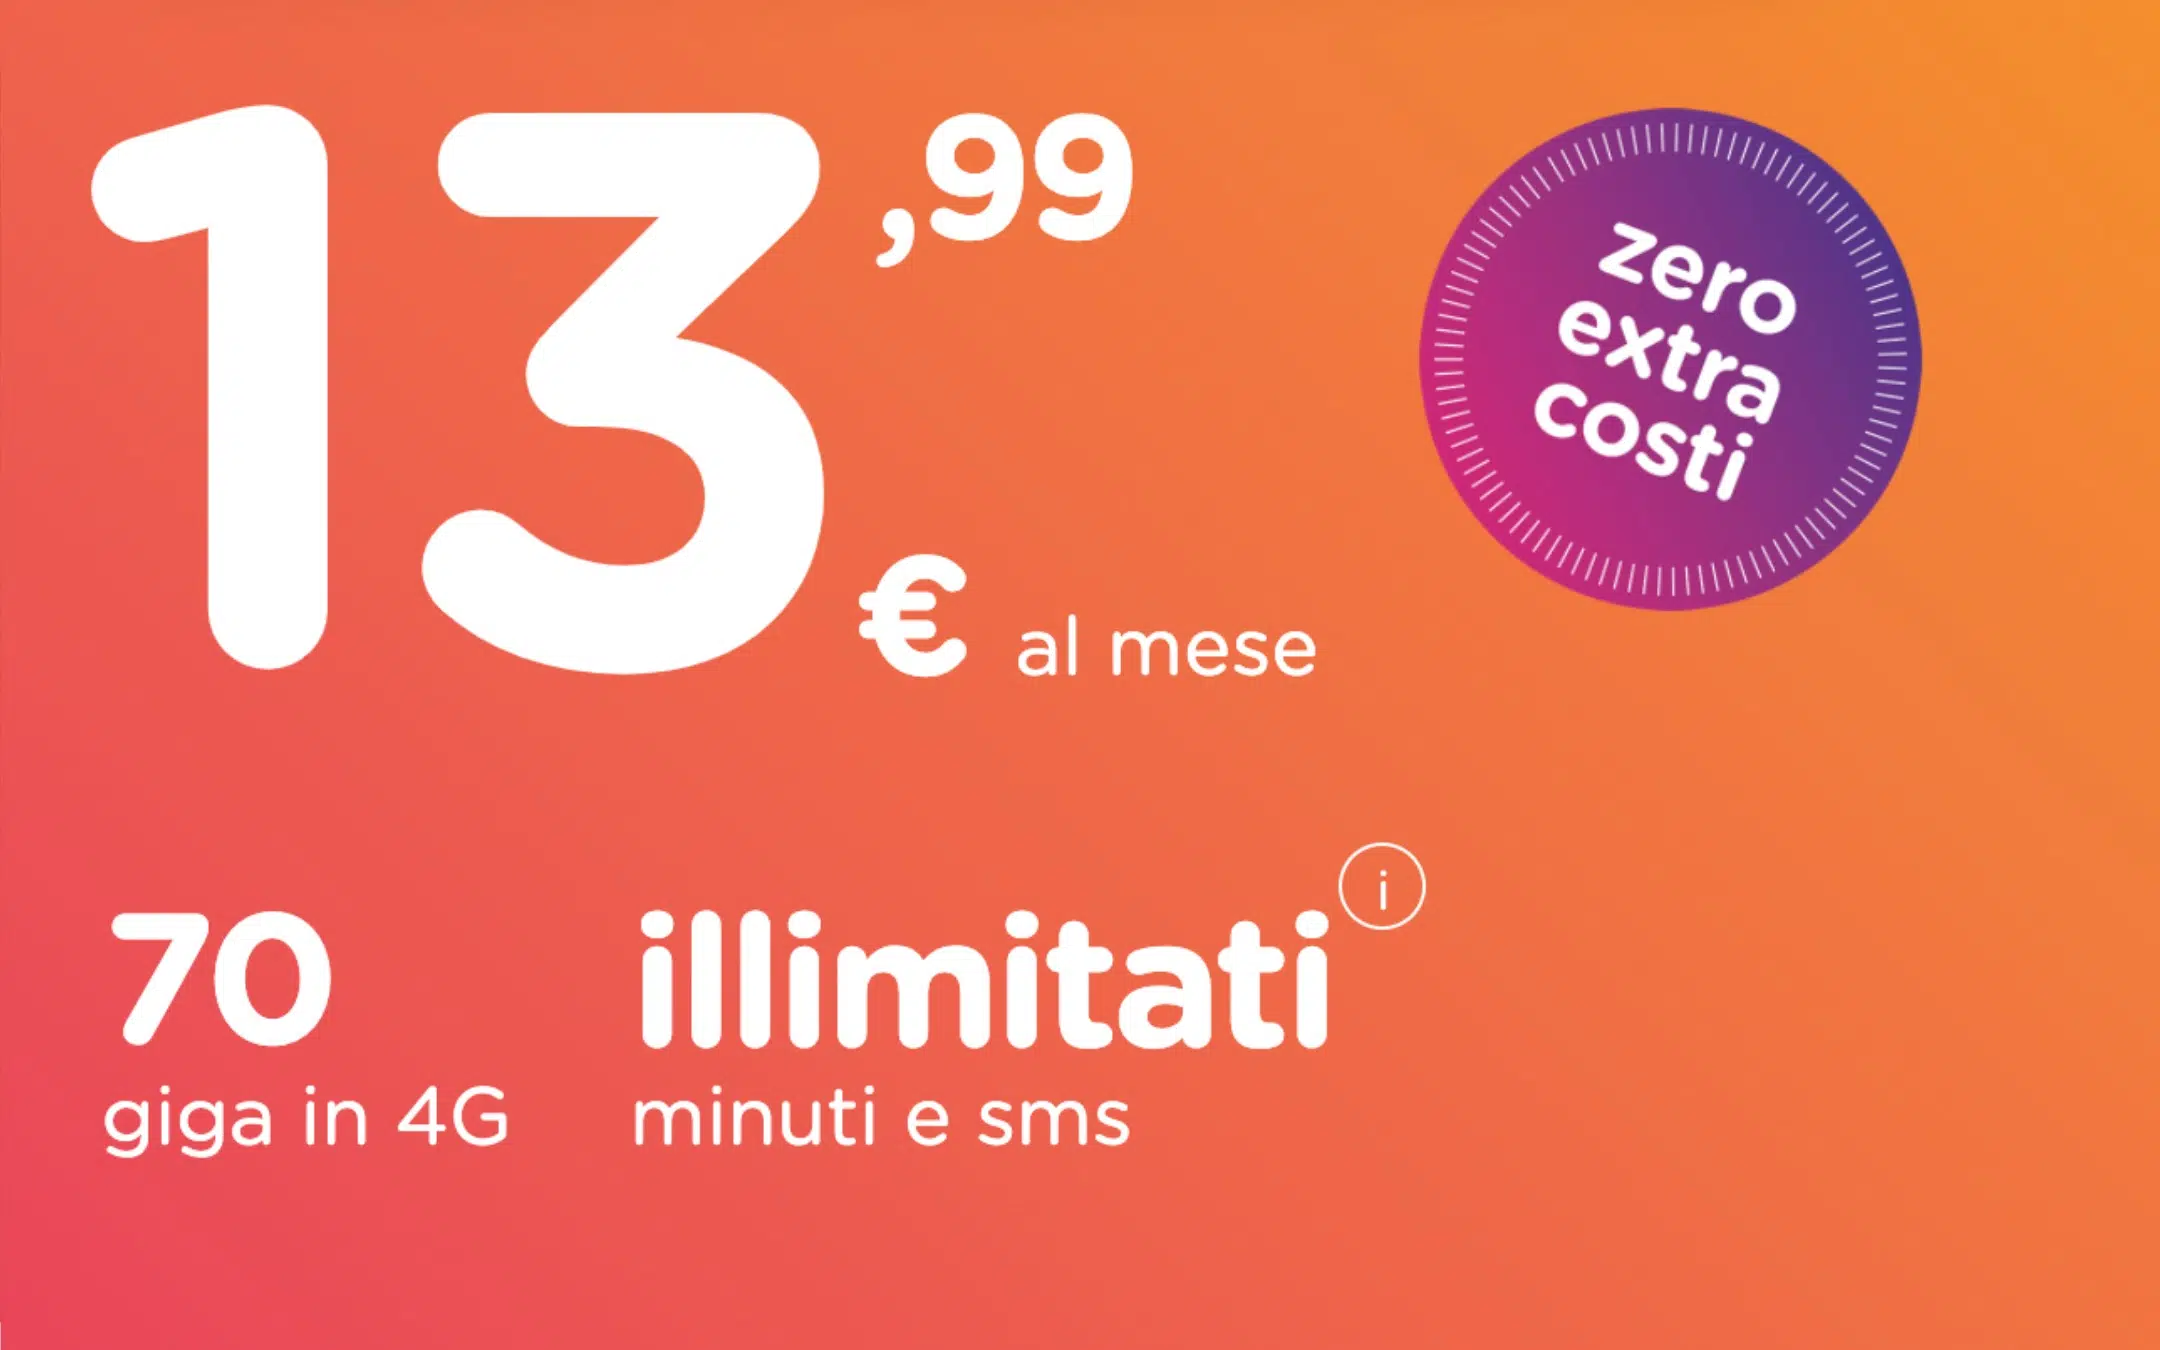 13,99 € al mese
zero
extra
costi
70
giga in 4G
illimitati i
minuti e sms